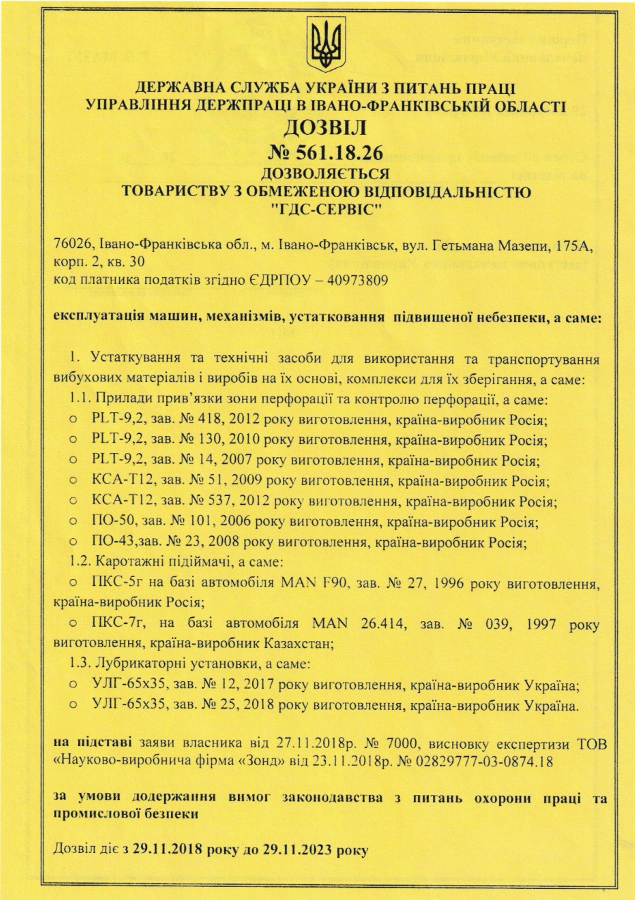 ДЕРЖАВНА СЛУЖБА УКРАЇНИ З ПИТАНЬ ПРАЦІ
УПРАВЛІННЯ ДЕРЖПРАЦІ В ІВАНО-ФРАНКІВСЬКІЙ ОБЛАСТІ
ДОЗВІЛ
№ 561.18.26
ДОЗВОЛЯЄТЬСЯ
ТОВАРИСТВУ З ОБМЕЖЕНОЮ ВІДПОВІДАЛЬНІСТЮ
"ГДС-СЕРВІС"
76026, Івано-Франківська обл., м. Івано-Франківськ, вул. Гетьмана Мазепи, 175А,
корп. 2, кв. 30
код платника податків згідно ЄДРПОУ – 40973809
експлуатація машин, механізмів, устатковання підвищеної небезпеки, а саме:
1. Устаткування та технічні засоби для використання та транспортування
вибухових матеріалів і виробів на їх основі, комплекси для їх зберігання, а саме:
1.1. Прилади прив’язки зони перфорації та контролю перфорації, а саме:
o PLT-9,2, зав. № 418, 2012 року виготовлення, країна-виробник Росія;
o PLT-9,2, зав. № 130, 2010 року виготовлення, країна-виробник Росія;
o PLT-9,2, зав. № 14, 2007 року виготовлення, країна-виробник Росія;
o КСА-Т12, зав. № 51, 2009 року виготовлення, країна-виробник Росія;
o КСА-Т12, зав. № 537, 2012 року виготовлення, країна-виробник Росія;
o ПО-50, зав. № 101, 2006 року виготовлення, країна-виробник Росія;
o ПО-43,зав. № 23, 2008 року виготовлення, країна-виробник Росія;
1.2. Каротажні підіймачі, а саме:
o ПКС-5г на базі автомобіля MAN F90, зав. № 27, 1996 року виготовлення,
країна-виробник Росія;
o ПКС-7г, на базі автомобіля MAN 26.414, зав. № 039, 1997 року
виготовлення, країна-виробник Казахстан;
1.3. Лубрикаторні установки, а саме:
o УЛГ-65х35, зав. № 12, 2017 року виготовлення, країна-виробник Україна;
o УЛГ-65х35, зав. № 25, 2018 року виготовлення, країна-виробник Україна.
на підставі заяви власника від 27.11.2018р. № 7000, висновку експертизи ТОВ
«Науково-виробнича фірма «Зонд» від 23.11.2018р. № 02829777-03-0874.18
за умови додержання вимог законодавства з питань охорони праці та
промислової безпеки
Дозвіл діє з 29.11.2018 року до 29.11.2023 року